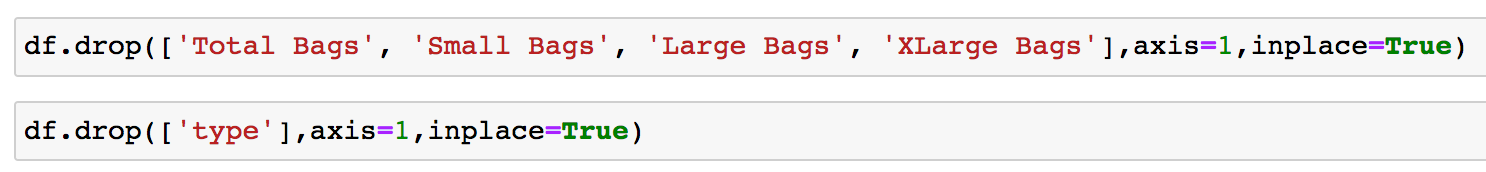 df.drop(['Total Bags', 'Small Bags', 'Large Bags', 'XLarge Bags'],axis=1,inplace=True)
df.drop(['type'],axis=1,inplace=True)